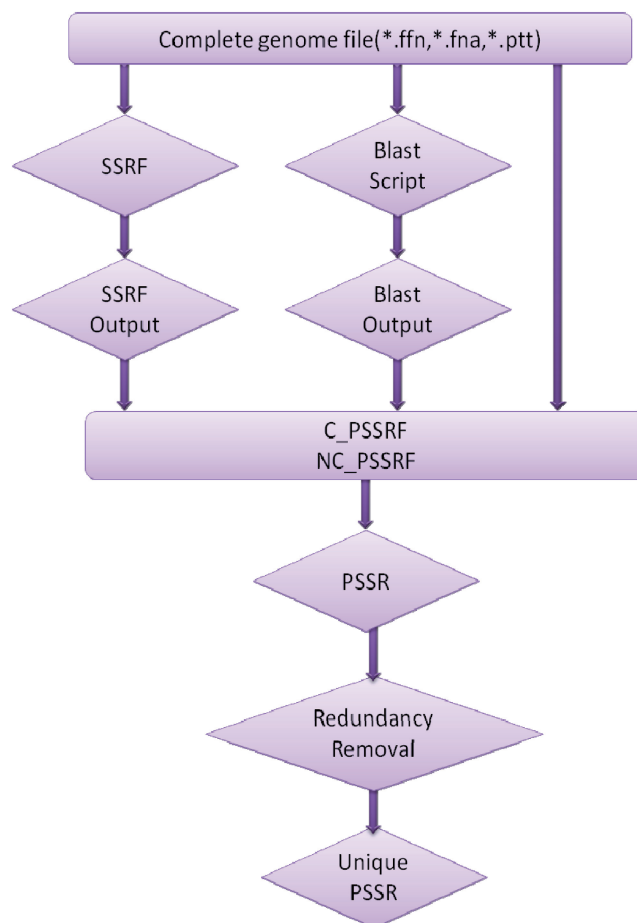 Complete genome file(*.ffn,*.fna,*.ptt)
SSRF
Blast
Script
SSRF
Output
Blast
Output
C_PSSRF
NC_PSSRF
PSSR
Redundancy
Removal
Unique
PSSR